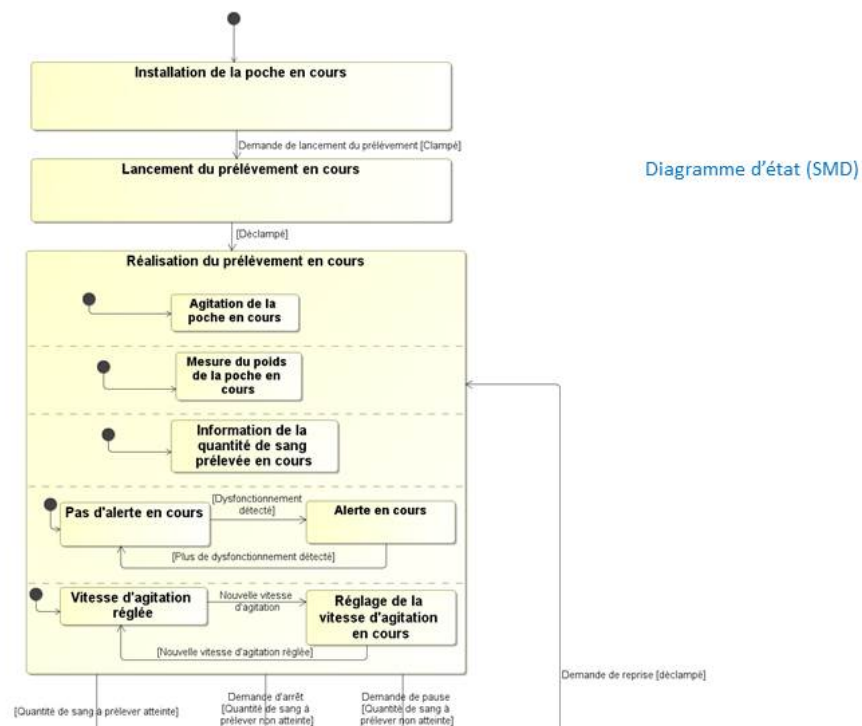 Installation de la poche en cours
Demande de lancement du prélèvement [Clampé]
Lancement du prélévement en cours
Diagramme d'état (SMD)
[Déclampé]
Réalisation du prélèvement en cours
Agitation de la
poche en cours
Mesure du poids
de la poche en
cours
Information de la
quantité de sang
prélevée en cours
Pas d'alerte en cours
[Dysfonctionnement
détecté]
Alerte en cours
[Plus de dysfonctionnement détecté]
Vitesse d'agitation
réglée
Nouvelle vitesse
d'agitation
Réglage de la
vitesse d'agitation
en cours
[Nouvelle vitesse d'agitation réglée]
Demande de reprise [déclampé]
[Quantité de sang à prélever atteinte]
Demande d'arrêt
[Quantité de sang à
prélever non atteinte]
Demande de pause
[Quantité de sang à
prélever non atteinte]